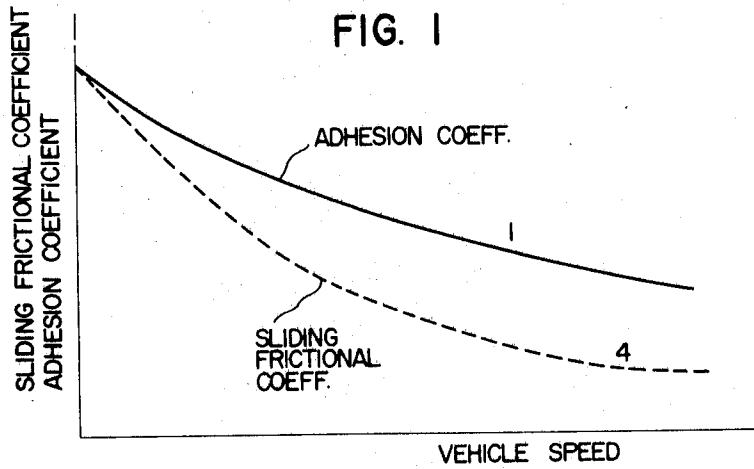 FIG. 1
SLIDING FRICTIONAL COEFFICIENT
ADHESION COEFFICIENT
ADHESION COEFF.
1
SLIDING
FRICTIONAL
COEFF.
4
VEHICLE SPEED